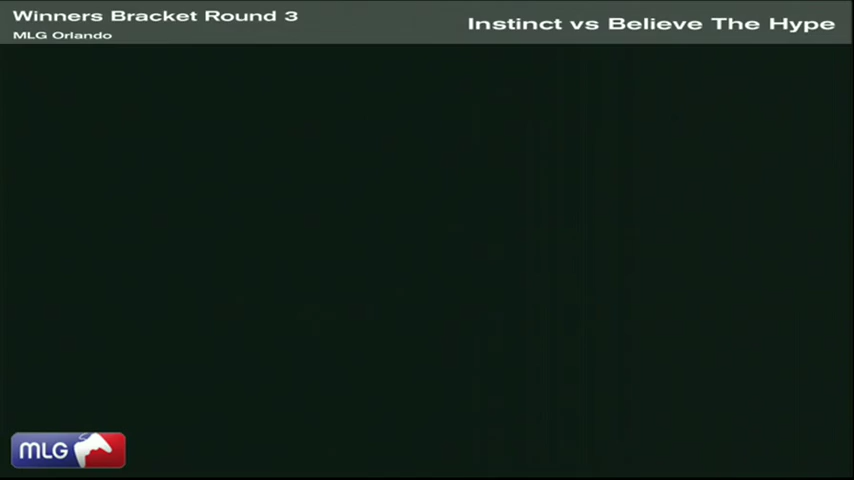 Winners Bracket Round 3
Instinct vs Believe The Hype
MLG Orlando
MLG